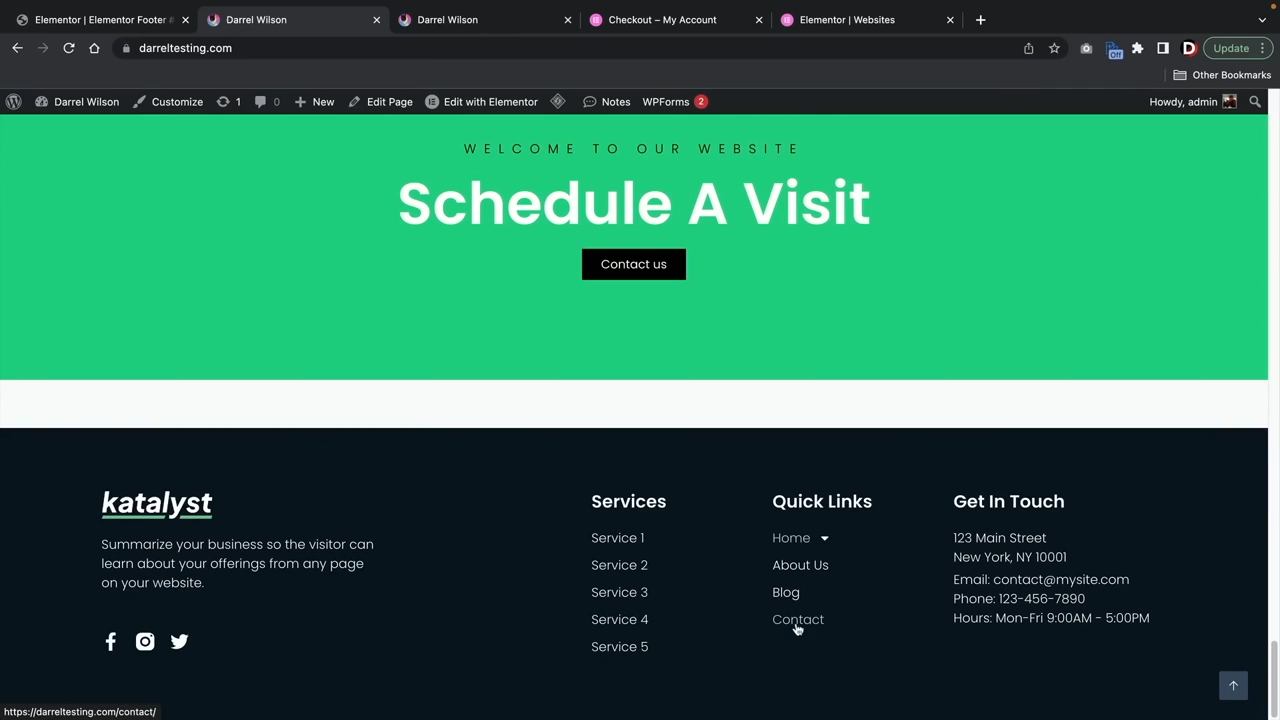 Elementor | Elementor Footer #
Darrel Wilson
Darrel Wilson
Checkout – My Account
Elementor | Websites
darreltesting.com
Off
D
Update
Other Bookmarks
Darrel Wilson
Customize
1
0
New
Edit Page
Edit with Elementor
Notes
WPForms 2
Howdy, admin
WELCOME TO OUR WEBSITE
Schedule A Visit
Contact us
katalyst
Summarize your business so the visitor can
learn about your offerings from any page
on your website.
Services
Service 1
Service 2
Service 3
Service 4
Service 5
Quick Links
Home
About Us
Blog
Contact
Get In Touch
123 Main Street
New York, NY 10001
Email: contact@mysite.com
Phone: 123-456-7890
Hours: Mon-Fri 9:00AM - 5:00PM
https://darreltesting.com/contact/